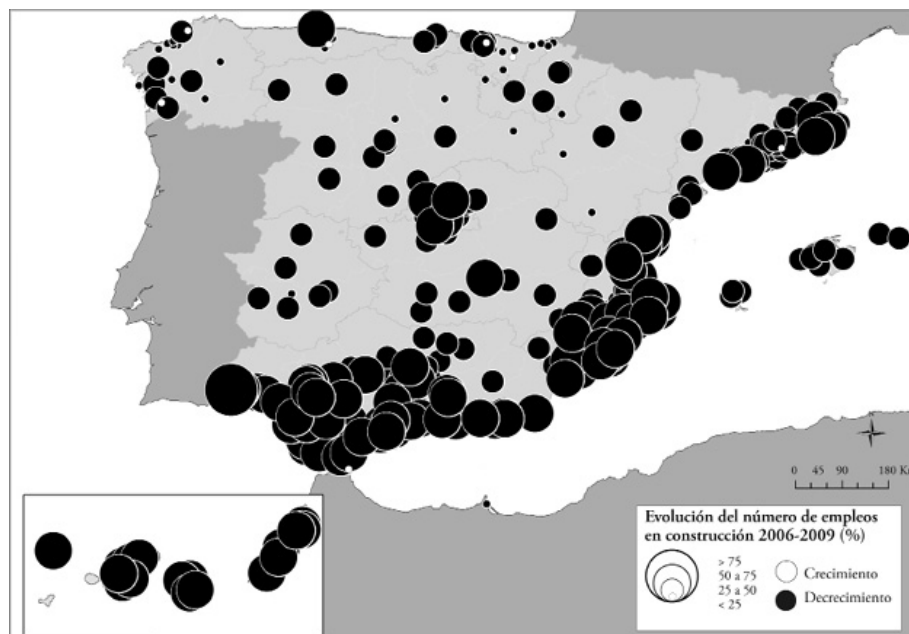 0 45 90 180 K
Evolución del número de empleos
en construcción 2006-2009 (%)
> 75
50 a 75
25 a 50
< 25
Crecimiento
Decrecimiento